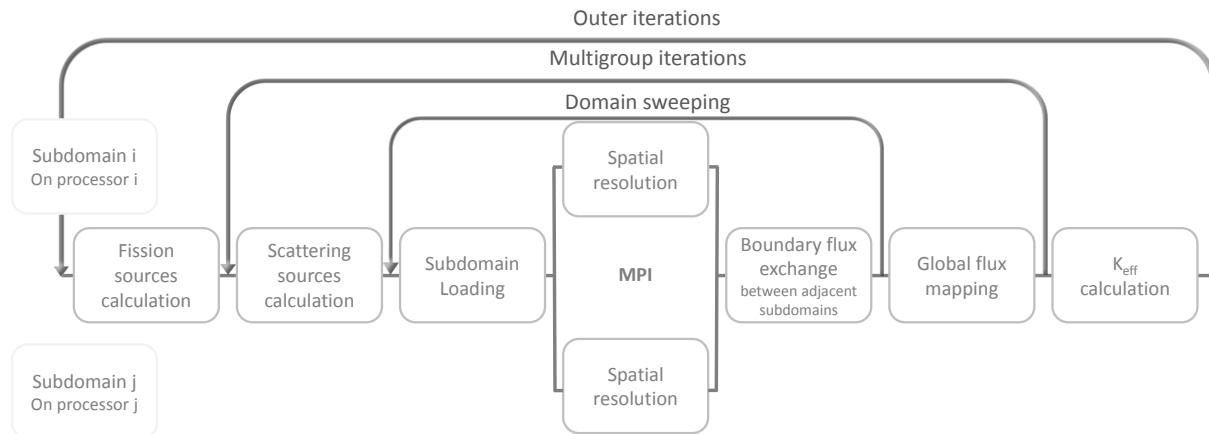 Outer iterations
Multigroup iterations
Domain sweeping
Subdomain i
On processor i
Spatial
resolution
Fission
sources
calculation
Scattering
sources
calculation
Subdomain
Loading
MPI
Boundary flux
exchange
between adjacent
subdomains
Global flux
mapping
Keff
calculation
Subdomain j
On processor j
Spatial
resolution